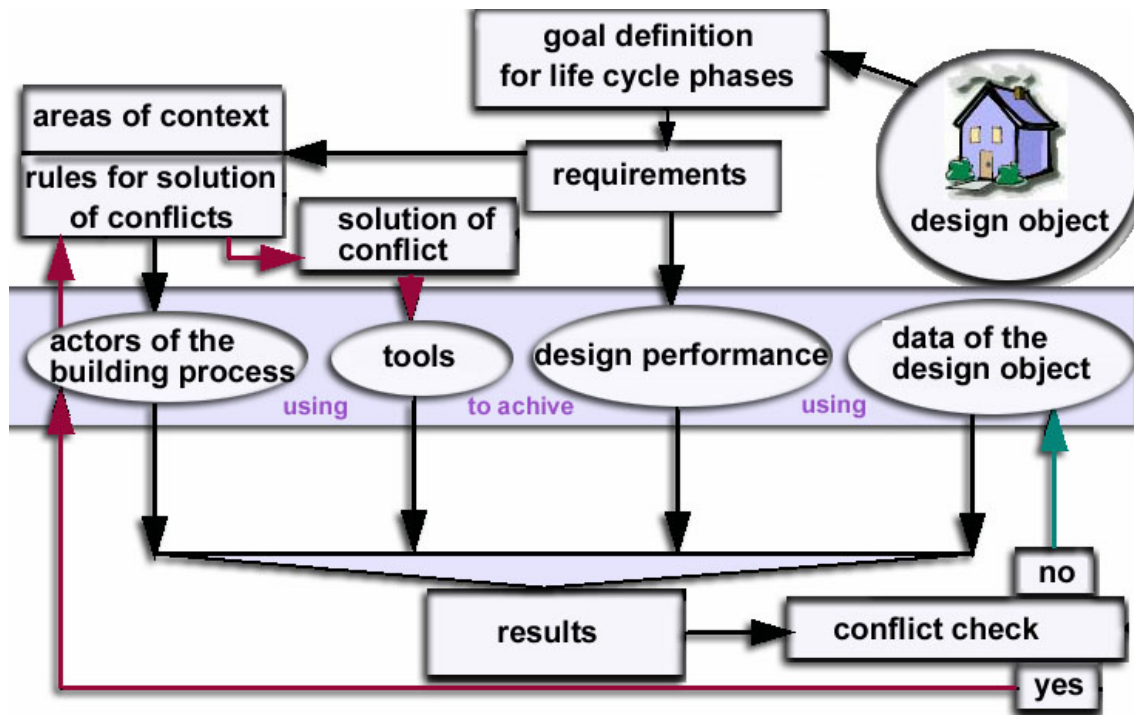 goal definition
for life cycle phases
areas of context
rules for solution
of conflicts
requirements
solution of
conflict
design object
actors of the
building process
tools
design performance
data of the
design object
using
to achive
using
no
results
conflict check
yes